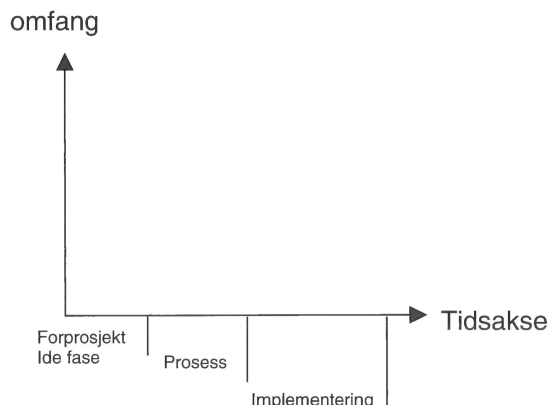 omfang
Tidsakse
Forprosjekt
Ide fase
Prosess
Implementering